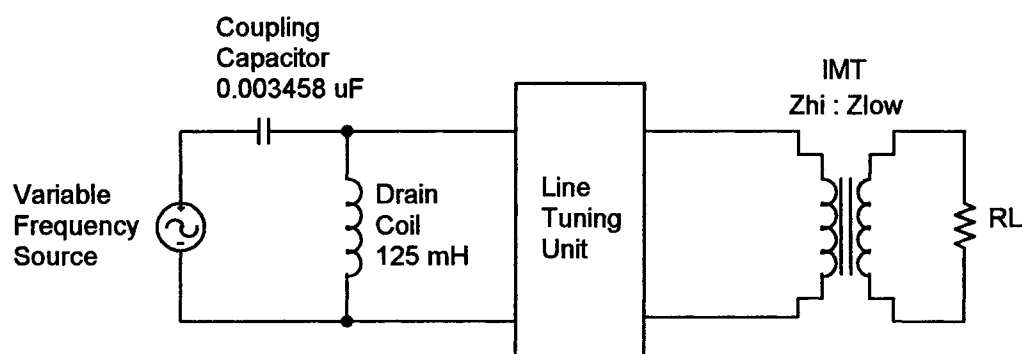 Coupling
Capacitor
0.003458 uF
IMT
Zhi : Zlow
Variable
Frequency
Source
Drain
Coil
125 mH
Line
Tuning
Unit
RL